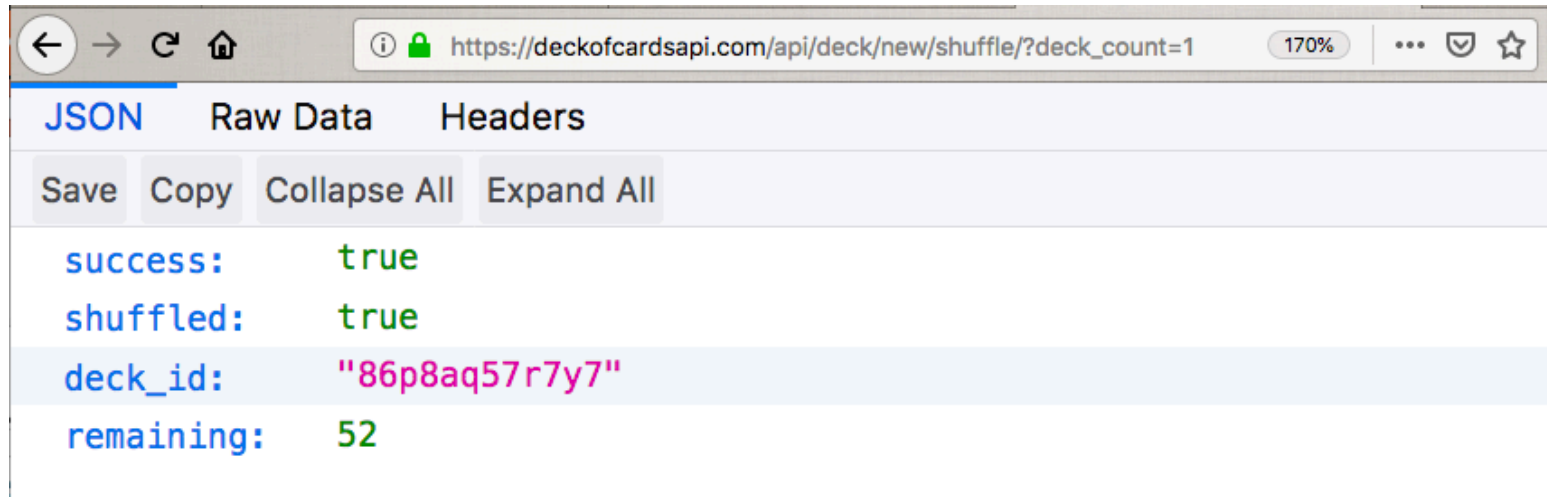 https://deckofcardsapi.com/api/deck/new/shuffle/?deck_count=1 170%
JSON Raw Data Headers
Save Copy Collapse All Expand All
success: true
shuffled: true
deck_id: "86p8aq57r7y7"
remaining: 52